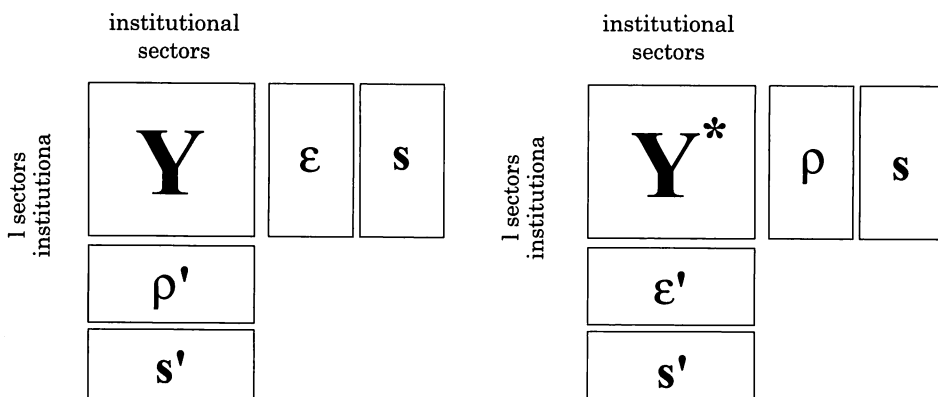 institutional
sectors
l sectors
institutiona
Y
ε
s
ρ'
s'
institutional
sectors
l sectors
institutiona
Y*
ρ
s
ε'
s'